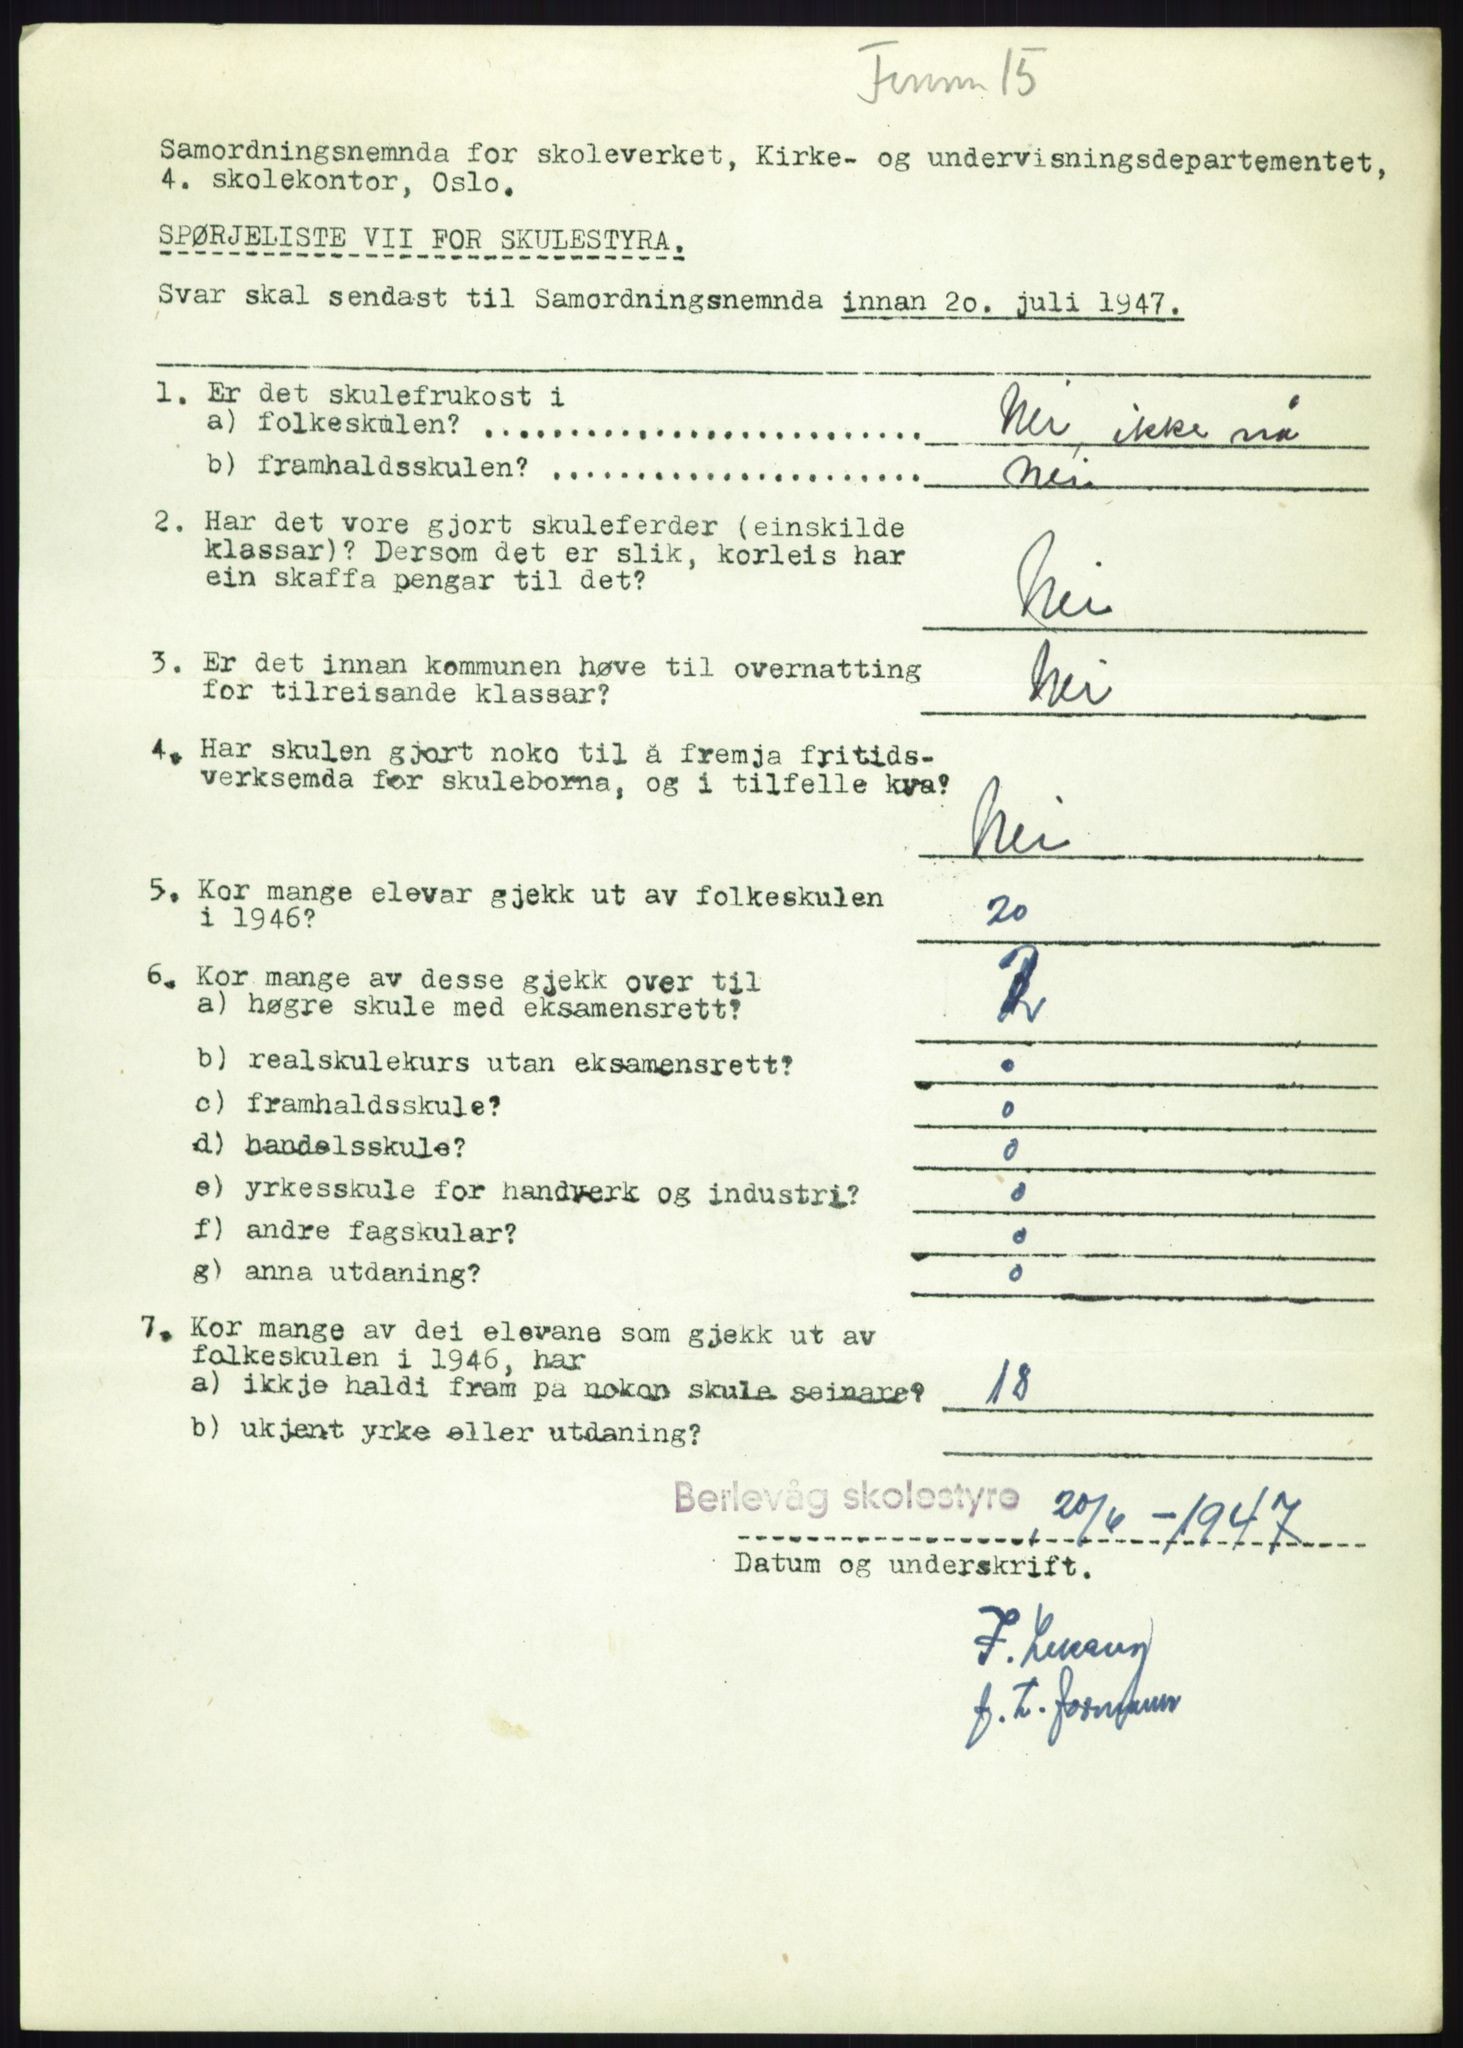 15
Samordningsnemnda for skoleverket, Kirke- og undervisningsdepartementet,
4. skolekontor, Oslo.
SPØRJELISTE VII FOR SKULESTYRA.
Svar skal sendast til Samordningsnemnda innan 2o. juli 1947.
1. Er det skulefrukost i
a) folkeskulen? ........................... Nei, ikke nå
b) framhaldsskulen? ....................... Nei
2. Har det vore gjort skuleferder (einskilde
klassar)? Dersom det er slik, korleis har
ein skaffa pengar til det? Nei
3. Er det innan kommunen høve til overnatting
for tilreisande klassar? Nei
4. Har skulen gjort noko til å fremja fritids-
verksemda for skuleborna, og i tilfelle kva?
Nei
5. Kor mange elevar gjekk ut av folkeskulen
i 1946? 20
6. Kor mange av desse gjekk over til
a) høgre skule med eksamensrett? 2
b) realskulekurs utan eksamensrett? 0
c) framhaldsskule? 0
d) handelsskule? 0
e) yrkesskule for handverk og industri? 0
f) andre fagskular? 0
g) anna utdaning? 0
7. Kor mange av dei elevane som gjekk ut av
folkeskulen i 1946, har
a) ikkje haldi fram pa nokon skule seinare? 18
b) ukjent yrke eller utdaning?
Berlevåg skolestyre, 20/6 - 1947
Datum og underskrift.
F.